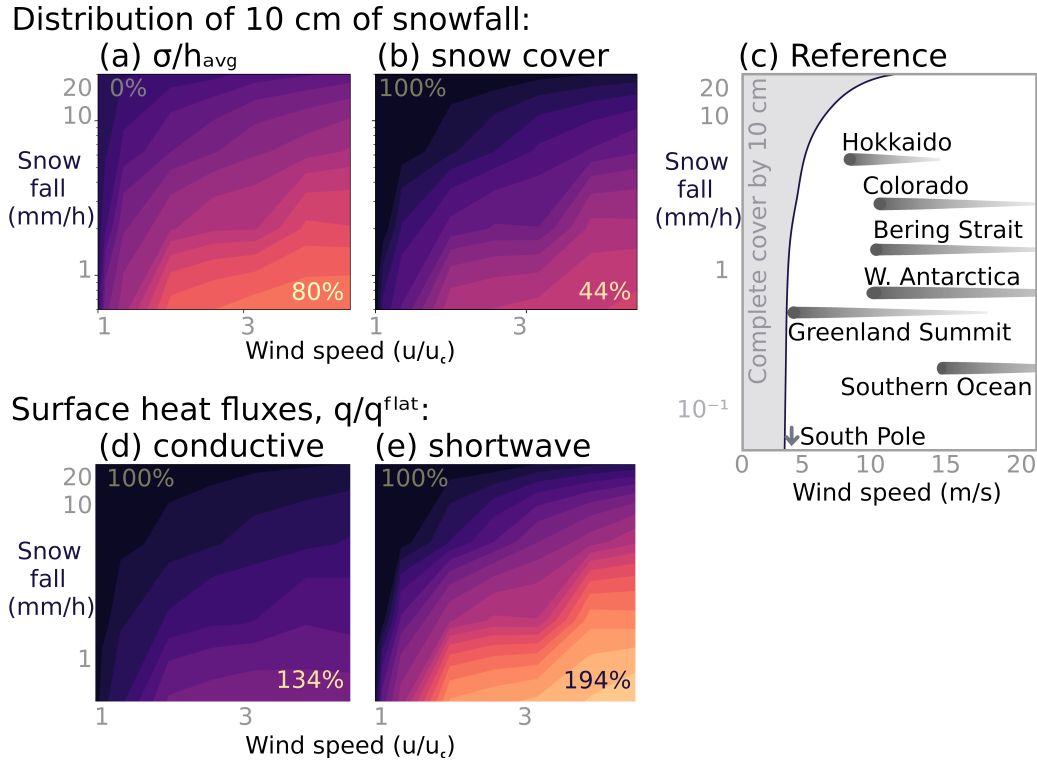 Distribution of 10 cm of snowfall:
(a) σ/hₐᵥg
0%
80%
20
10
1
Snow
fall
(mm/h)
1
3
(b) snow cover
100%
44%
1
3
Wind speed (u/u꜀)
(c) Reference
20
10
1
10⁻¹
Snow
fall
(mm/h)
Complete cover by 10 cm
Hokkaido
Colorado
Bering Strait
W. Antarctica
Greenland Summit
Southern Ocean
South Pole
0
5
10
15
20
Wind speed (m/s)
Surface heat fluxes, q/qᶠˡᵃᵗ:
(d) conductive
100%
134%
20
10
1
Snow
fall
(mm/h)
1
3
(e) shortwave
100%
194%
3
Wind speed (u/u꜀)